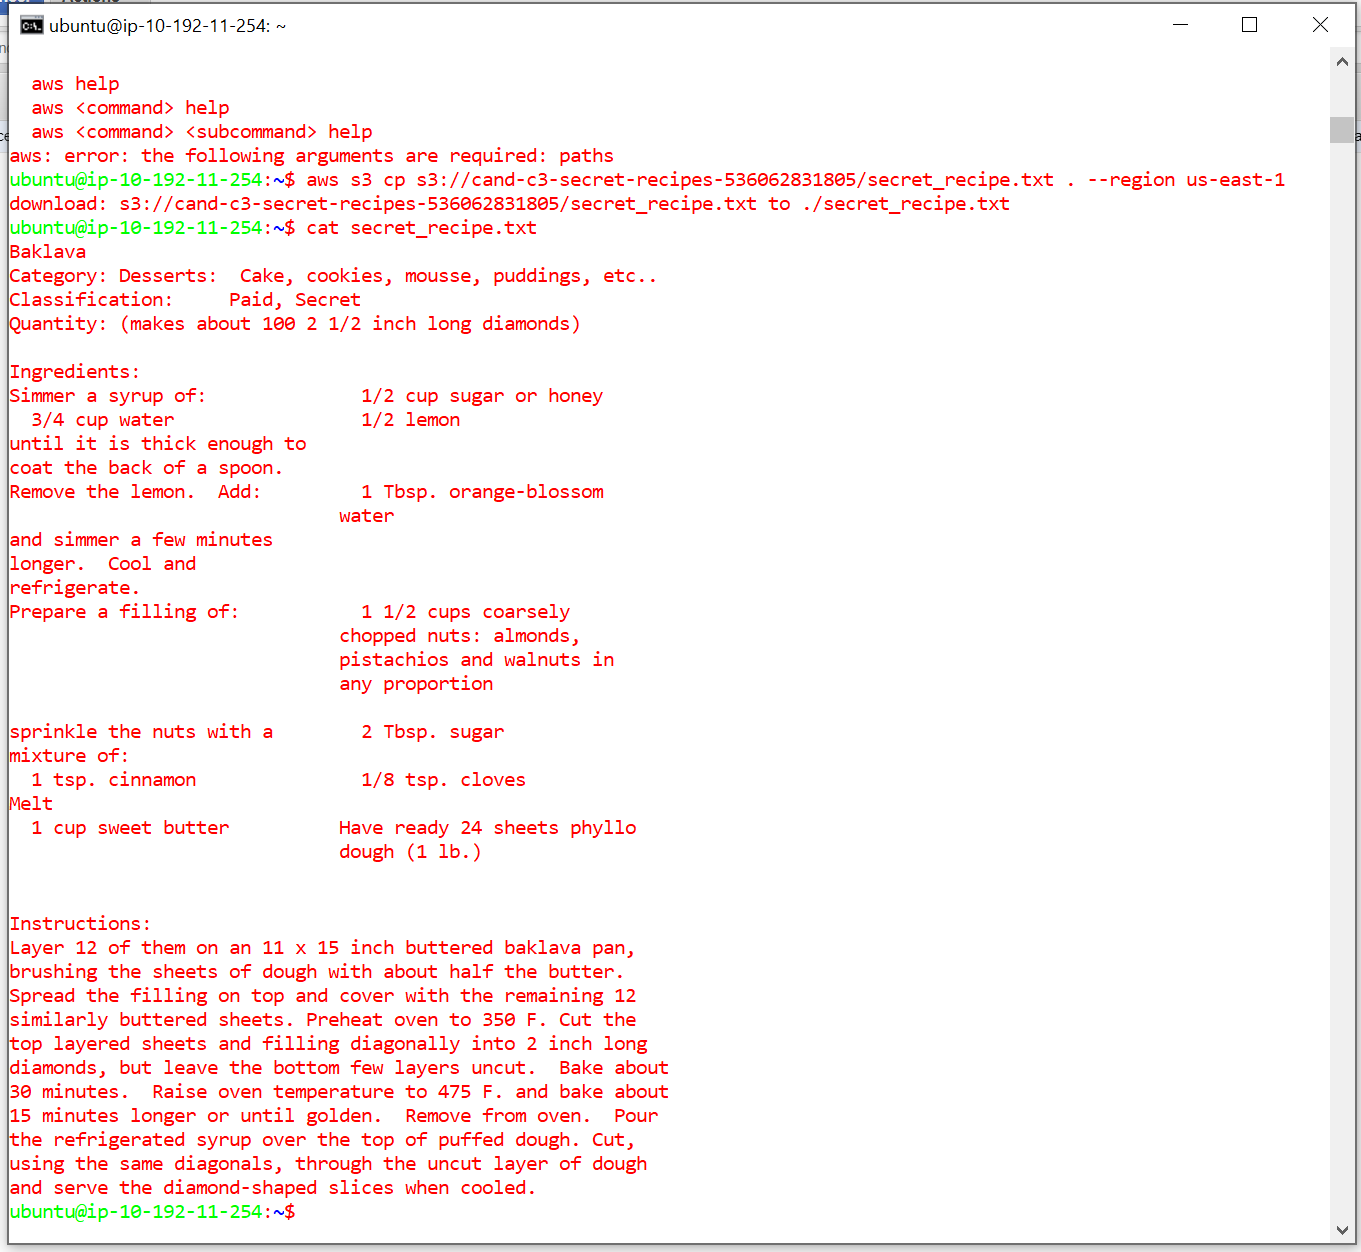 Actions
ubuntu@ip-10-192-11-254: ~
  aws help
  aws <command> help
  aws <command> <subcommand> help
aws: error: the following arguments are required: paths
ubuntu@ip-10-192-11-254:~$ aws s3 cp s3://cand-c3-secret-recipes-536062831805/secret_recipe.txt . --region us-east-1
download: s3://cand-c3-secret-recipes-536062831805/secret_recipe.txt to ./secret_recipe.txt
ubuntu@ip-10-192-11-254:~$ cat secret_recipe.txt
Baklava
Category: Desserts:  Cake, cookies, mousse, puddings, etc..
Classification:     Paid, Secret
Quantity: (makes about 100 2 1/2 inch long diamonds)

Ingredients:
Simmer a syrup of:              1/2 cup sugar or honey
  3/4 cup water                 1/2 lemon
until it is thick enough to
coat the back of a spoon.
Remove the lemon.  Add:         1 Tbsp. orange-blossom
                              water
and simmer a few minutes
longer.  Cool and
refrigerate.
Prepare a filling of:           1 1/2 cups coarsely
                              chopped nuts: almonds,
                              pistachios and walnuts in
                              any proportion

sprinkle the nuts with a        2 Tbsp. sugar
mixture of:
  1 tsp. cinnamon               1/8 tsp. cloves
Melt
  1 cup sweet butter          Have ready 24 sheets phyllo
                              dough (1 lb.)

Instructions:
Layer 12 of them on an 11 x 15 inch buttered baklava pan,
brushing the sheets of dough with about half the butter.
Spread the filling on top and cover with the remaining 12
similarly buttered sheets. Preheat oven to 350 F. Cut the
top layered sheets and filling diagonally into 2 inch long
diamonds, but leave the bottom few layers uncut.  Bake about
30 minutes.  Raise oven temperature to 475 F. and bake about
15 minutes longer or until golden.  Remove from oven.  Pour
the refrigerated syrup over the top of puffed dough. Cut,
using the same diagonals, through the uncut layer of dough
and serve the diamond-shaped slices when cooled.
ubuntu@ip-10-192-11-254:~$